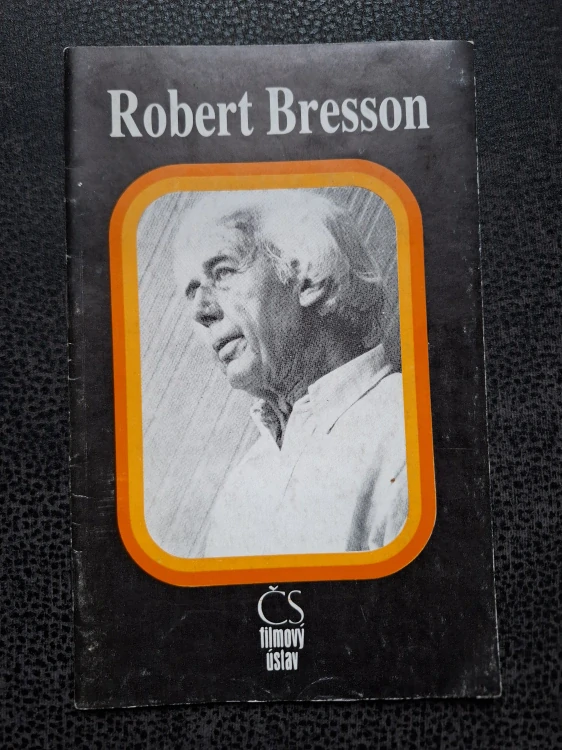 Robert Bresson
ČS
filmový
ústav